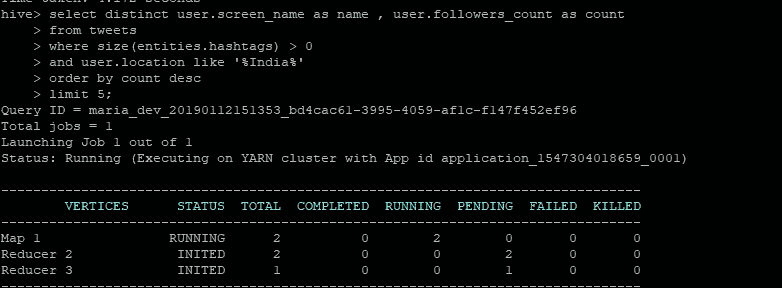 hive> select distinct user.screen_name as name , user.followers_count as count
    > from tweets
    > where size(entities.hashtags) > 0
    > and user.location like '%India%'
    > order by count desc
    > limit 5;
Query ID = maria_dev_20190112151353_bd4cac61-3995-4059-af1c-f147f452ef96
Total jobs = 1
Launching Job 1 out of 1
Status: Running (Executing on YARN cluster with App id application_1547304018659_0001)
--------------------------------------------------------------------------------
        VERTICES      STATUS  TOTAL  COMPLETED  RUNNING  PENDING  FAILED  KILLED
--------------------------------------------------------------------------------
Map 1                RUNNING      2          0        2        0       0       0
Reducer 2             INITED      2          0        0        2       0       0
Reducer 3             INITED      1          0        0        1       0       0
--------------------------------------------------------------------------------